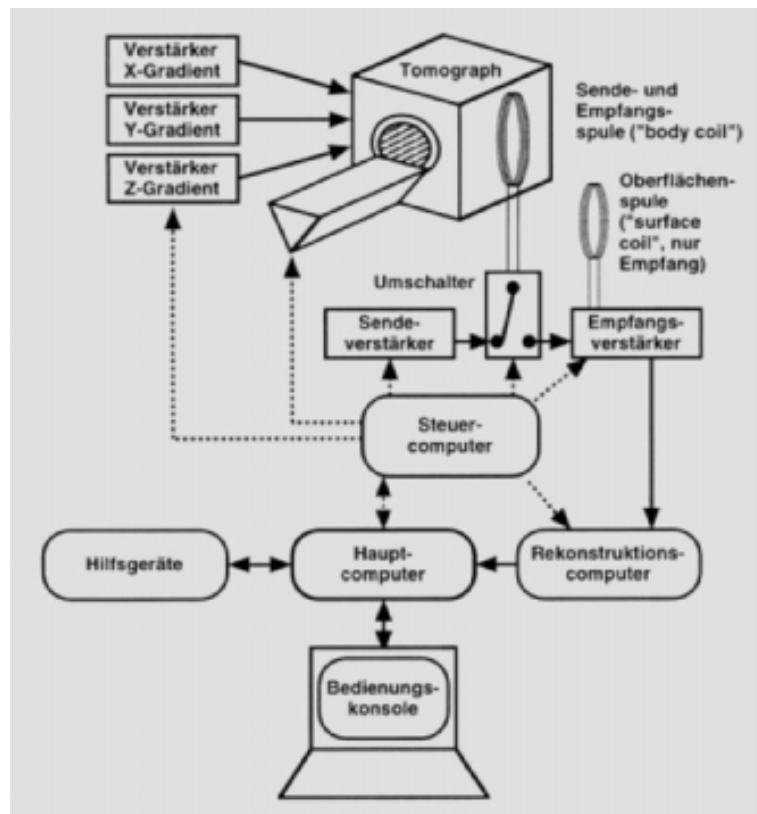 Verstärker
X-Gradient
Verstärker
Y-Gradient
Verstärker
Z-Gradient
Tomograph
Sende- und
Empfangs-
spule ("body coil")
Oberflächen-
spule
("surface
coil", nur
Empfang)
Umschalter
Sende-
verstärker
Empfangs-
verstärker
Steuer-
computer
Hilfsgeräte
Haupt-
computer
Rekonstruktions-
computer
Bedienungs-
konsole